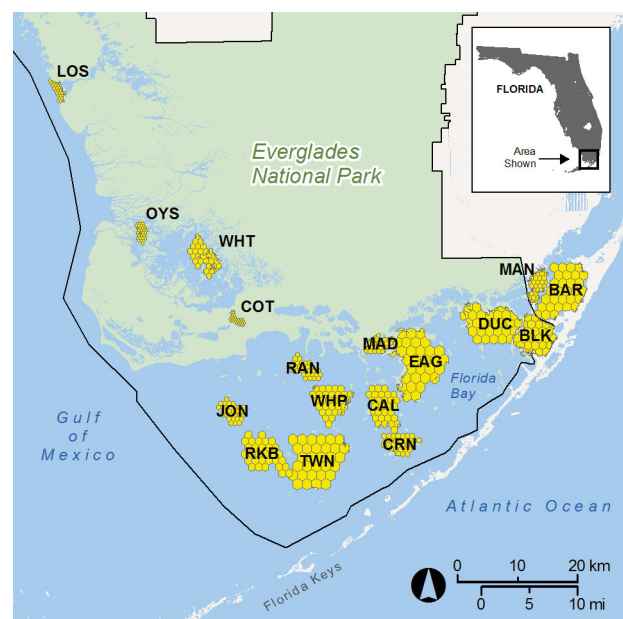 LOS
FLORIDA
Area
Shown
Everglades
National Park
OYS
WHT
MAN
BAR
COT
DUC
BLK
MAD
EAG
RAN
Florida
Bay
WHP
CAL
JON
Gulf
of
Mexico
CRN
RKB
TWN
Atlantic Ocean
0 10 20 km
0 5 10 mi
Florida Keys